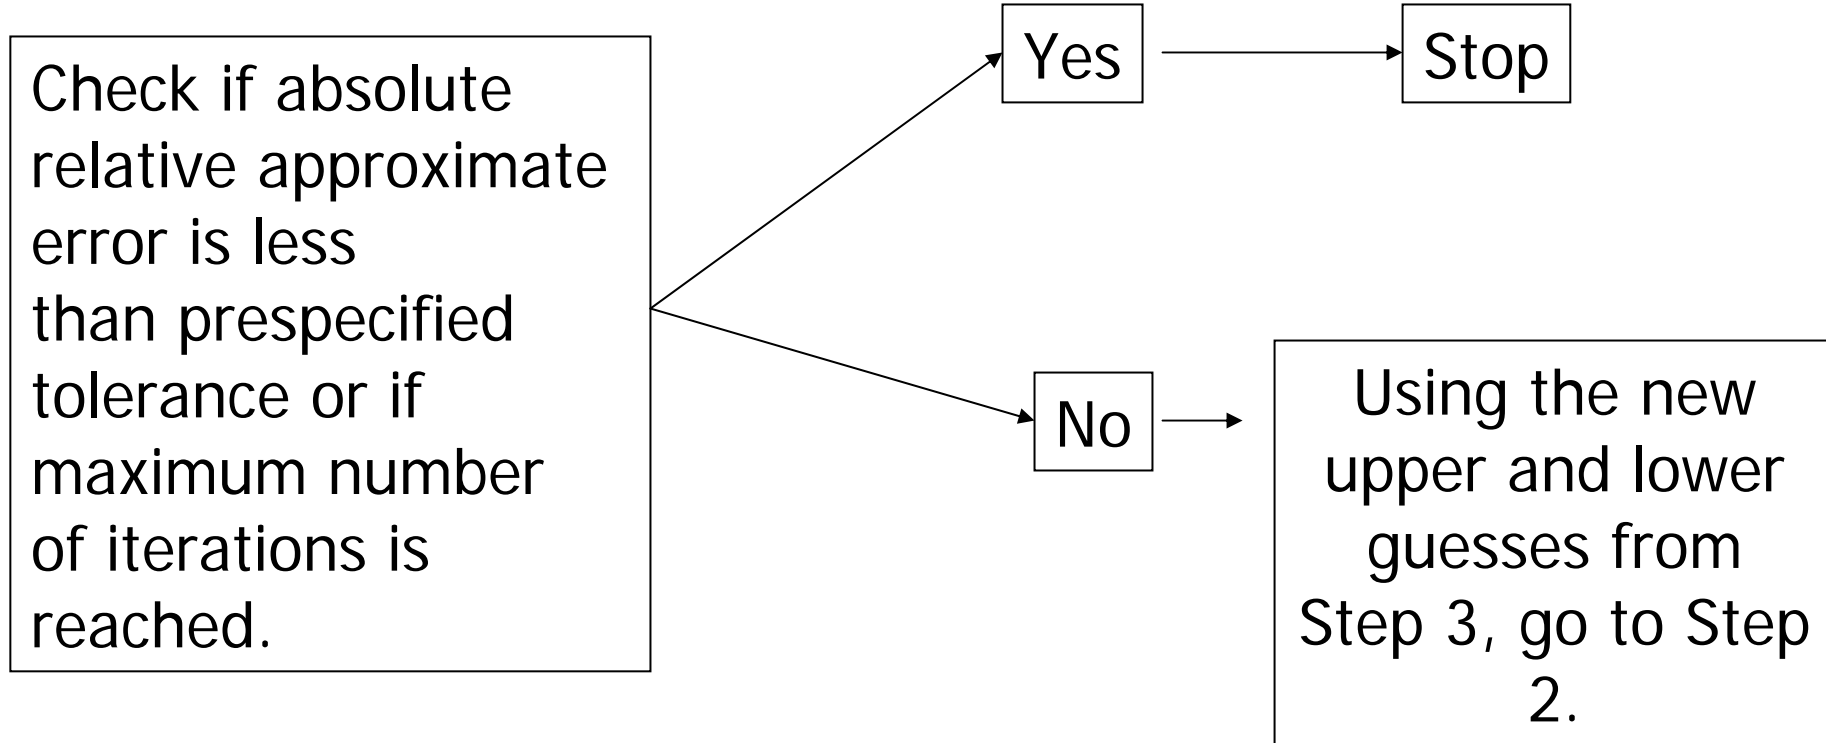 Check if absolute
relative approximate
error is less
than prespecified
tolerance or if
maximum number
of iterations is
reached.
Yes
Stop
No
Using the new
upper and lower
guesses from
Step 3, go to Step
2.